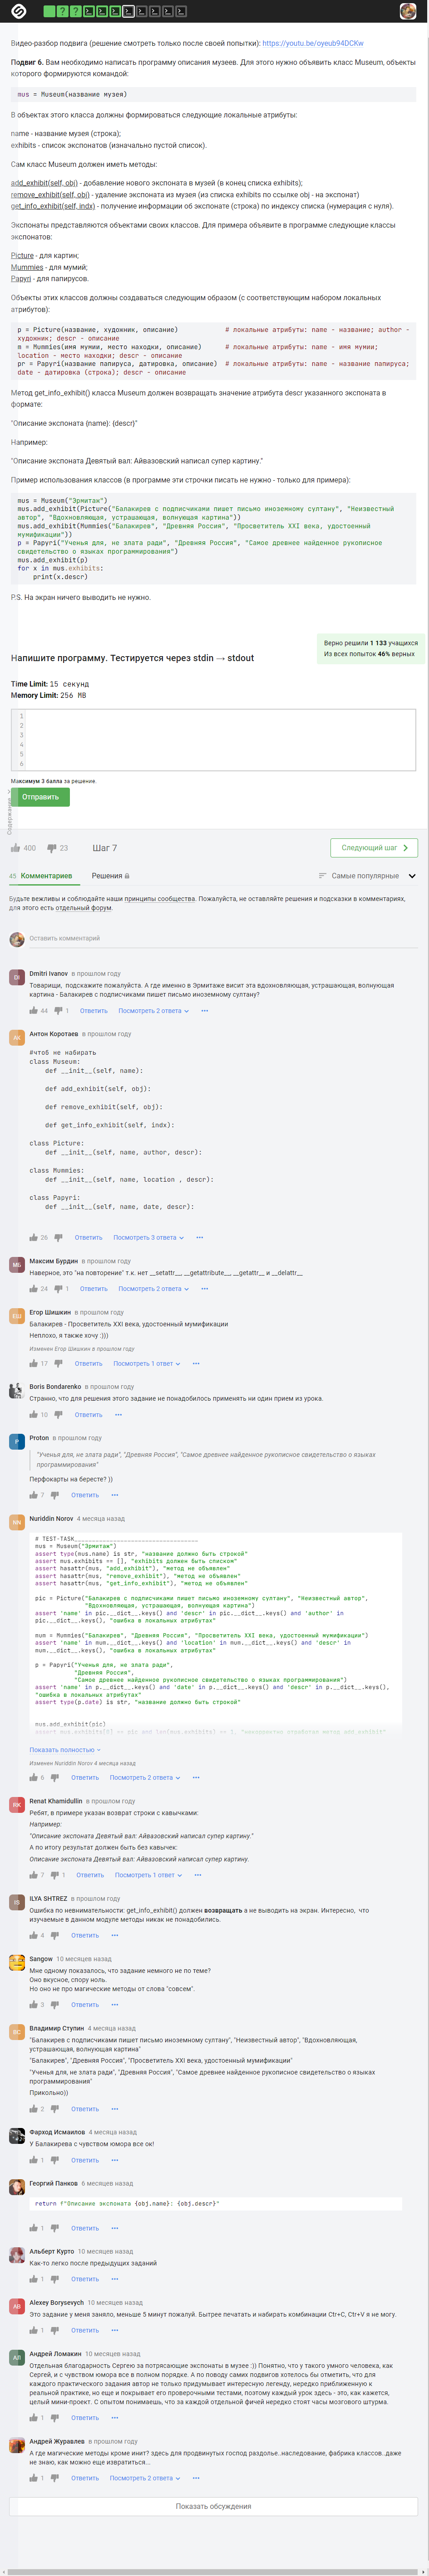 Видео-разбор подвига (решение смотреть только после своей попытки): https://youtu.be/oyeub94DCKw
Подвиг 6. Вам необходимо написать программу описания музеев. Для этого нужно объявить класс Museum, объекты
которого формируются командой:
mus = Museum(название музея)
В объектах этого класса должны формироваться следующие локальные атрибуты:
name - название музея (строка);
exhibits - список экспонатов (изначально пустой список).
Сам класс Museum должен иметь методы:
add_exhibit(self, obj) - добавление нового экспоната в музей (в конец списка exhibits);
remove_exhibit(self, obj) - удаление экспоната из музея (из списка exhibits по ссылке obj - на экспонат)
get_info_exhibit(self, indx) - получение информации об экспонате (строка) по индексу списка (нумерация с нуля).
Экспонаты представляются объектами своих классов. Для примера объявите в программе следующие классы
экспонатов:
Picture - для картин;
Mummies - для мумий;
Papyri - для папирусов.
Объекты этих классов должны создаваться следующим образом (с соответствующим набором локальных
атрибутов):
p = Picture(название, художник, описание) # локальные атрибуты: name - название; author -
художник; descr - описание
m = Mummies(имя мумии, место находки, описание) # локальные атрибуты: name - имя мумии;
location - место находки; descr - описание
pr = Papyri(название папируса, датировка, описание) # локальные атрибуты: name - название папируса;
date - датировка (строка); descr - описание
Метод get_info_exhibit() класса Museum должен возвращать значение атрибута descr указанного экспоната в
формате:
"Описание экспоната {name}: {descr}"
Например:
"Описание экспоната Девятый вал: Айвазовский написал супер картину."
Пример использования классов (в программе эти строчки писать не нужно - только для примера):
mus = Museum("Эрмитаж")
mus.add_exhibit(Picture("Балакирев с подписчиками пишет письмо иноземному султану", "Неизвестный
автор", "Вдохновляющая, устрашающая, волнующая картина"))
mus.add_exhibit(Mummies("Балакирев", "Древняя Россия", "Просветитель XXI века, удостоенный
мумификации"))
p = Papyri("Ученья для, не злата ради", "Древняя Россия", "Самое древнее найденное рукописное
свидетельство о языках программирования")
mus.add_exhibit(p)
for x in mus.exhibits:
print(x.descr)
P.S. На экран ничего выводить не нужно.
Верно решили 1 133 учащихся
Из всех попыток 46% верных
Напишите программу. Тестируется через stdin → stdout
Time Limit: 15 секунд
Memory Limit: 256 MB
1
2
3
4
5
6
Максимум 3 балла за решение.
Отправить
Содержание
400 23 Шаг 7 Следующий шаг
45 Комментариев Решения Самые популярные
Будьте вежливы и соблюдайте наши принципы сообщества. Пожалуйста, не оставляйте решения и подсказки в комментариях,
для этого есть отдельный форум.
Оставить комментарий
DI Dmitri Ivanov в прошлом году
Товарищи, подскажите пожалуйста. А где именно в Эрмитаже висит эта вдохновляющая, устрашающая, волнующая
картина - Балакирев с подписчиками пишет письмо иноземному султану?
44 1 Ответить Посмотреть 2 ответа
АК Антон Коротаев в прошлом году
#чтоб не набирать
class Museum:
def __init__(self, name):
def add_exhibit(self, obj):
def remove_exhibit(self, obj):
def get_info_exhibit(self, indx):
class Picture:
def __init__(self, name, author, descr):
class Mummies:
def __init__(self, name, location , descr):
class Papyri:
def __init__(self, name, date, descr):
26 Ответить Посмотреть 3 ответа
МБ Максим Бурдин в прошлом году
Наверное, это "на повторение" т.к. нет __setattr__, __getattribute__, __getattr__ и __delattr__
24 1 Ответить Посмотреть 2 ответа
ЕШ Егор Шишкин в прошлом году
Балакирев - Просветитель XXI века, удостоенный мумификации
Неплохо, я также хочу :)))
Изменен Егор Шишкин в прошлом году
17 Ответить Посмотреть 1 ответ
Boris Bondarenko в прошлом году
Странно, что для решения этого задание не понадобилось применять ни один прием из урока.
10 Ответить
P Proton в прошлом году
"Ученья для, не злата ради", "Древняя Россия", "Самое древнее найденное рукописное свидетельство о языках
программирования"
Перфокарты на бересте? ))
7 Ответить
NN Nuriddin Norov 4 месяца назад
# TEST-TASK___________________________________
mus = Museum("Эрмитаж")
assert type(mus.name) is str, "название должно быть строкой"
assert mus.exhibits == [], "exhibits должен быть списком"
assert hasattr(mus, "add_exhibit"), "метод не объявлен"
assert hasattr(mus, "remove_exhibit"), "метод не объявлен"
assert hasattr(mus, "get_info_exhibit"), "метод не объявлен"
pic = Picture("Балакирев с подписчиками пишет письмо иноземному султану", "Неизвестный автор",
"Вдохновляющая, устрашающая, волнующая картина")
assert 'name' in pic.__dict__.keys() and 'descr' in pic.__dict__.keys() and 'author' in
pic.__dict__.keys(), "ошибка в локальных атрибутах"
mum = Mummies("Балакирев", "Древняя Россия", "Просветитель XXI века, удостоенный мумификации")
assert 'name' in mum.__dict__.keys() and 'location' in mum.__dict__.keys() and 'descr' in
mum.__dict__.keys(), "ошибка в локальных атрибутах"
p = Papyri("Ученья для, не злата ради",
"Древняя Россия",
"Самое древнее найденное рукописное свидетельство о языках программирования")
assert 'name' in p.__dict__.keys() and 'date' in p.__dict__.keys() and 'descr' in p.__dict__.keys(),
"ошибка в локальных атрибутах"
assert type(p.date) is str, "название должно быть строкой"
mus.add_exhibit(pic)
Показать полностью
Изменен Nuriddin Norov 4 месяца назад
6 Ответить Посмотреть 2 ответа
RK Renat Khamidullin в прошлом году
Ребят, в примере указан возврат строки с кавычками:
Например:
"Описание экспоната Девятый вал: Айвазовский написал супер картину."
А по итогу результат должен быть без кавычек:
Описание экспоната Девятый вал: Айвазовский написал супер картину.
7 1 Ответить Посмотреть 1 ответ
IS ILYA SHTREZ в прошлом году
Ошибка по невнимательности: get_info_exhibit() должен возвращать а не выводить на экран. Интересно, что
изучаемые в данном модуле методы никак не понадобились.
4 Ответить
Sangow 10 месяцев назад
Мне одному показалось, что задание немного не по теме?
Оно вкусное, спору ноль.
Но оно не про магические методы от слова "совсем".
3 Ответить
ВС Владимир Ступин 4 месяца назад
"Балакирев с подписчиками пишет письмо иноземному султану", "Неизвестный автор", "Вдохновляющая,
устрашающая, волнующая картина"
"Балакирев", "Древняя Россия", "Просветитель XXI века, удостоенный мумификации"
"Ученья для, не злата ради", "Древняя Россия", "Самое древнее найденное рукописное свидетельство о языках
программирования"
Прикольно))
2 Ответить
Фарход Исмаилов 4 месяца назад
У Балакирева с чувством юмора все ок!
1 Ответить
Георгий Панков 6 месяцев назад
return f"Описание экспоната {obj.name}: {obj.descr}"
1 Ответить
Альберт Курто 10 месяцев назад
Как-то легко после предыдущих заданий
1 Ответить
AB Alexey Borysevych 10 месяцев назад
Это задание у меня заняло, меньше 5 минут пожалуй. Быстрее печатать и набирать комбинации Ctr+C, Ctr+V я не могу.
1 Ответить
АЛ Андрей Ломакин 10 месяцев назад
Отдельная благодарность Сергею за потрясающие экспонаты в музее :)) Понятно, что у такого умного человека, как
Сергей, и с чувством юмора все в полном порядке. А по поводу самих подвигов хотелось бы отметить, что для
каждого практического задания автор не только придумывает интересную легенду, нередко приближенную к
реальной практике, но еще и покрывает его проверочными тестами, поэтому каждый урок здесь - это, как кажется,
целый мини-проект. С опытом понимаешь, что за каждой отдельной фичей нередко стоят часы мозгового штурма.
1 Ответить
Андрей Журавлев в прошлом году
А где магические методы кроме инит? здесь для продвинутых господ раздолье..наследование, фабрика классов..даже
не знаю, как можно еще извратиться...
1 Ответить Посмотреть 2 ответа
Показать обсуждения